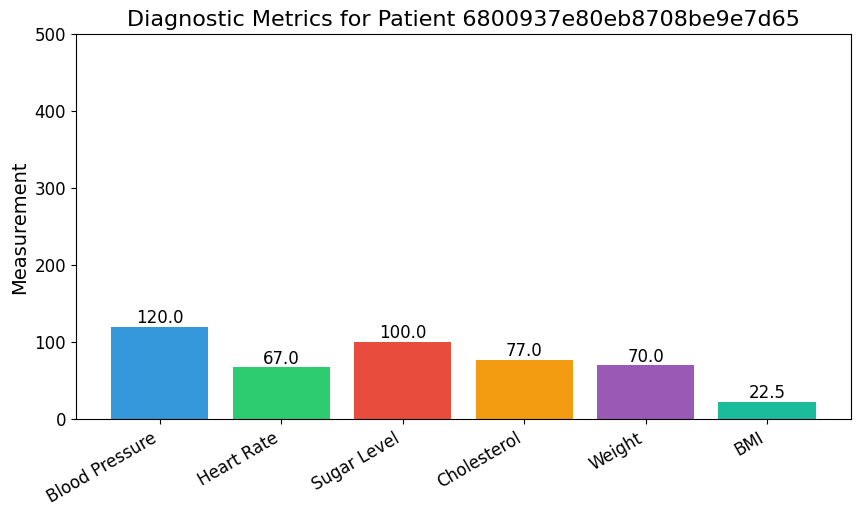 Diagnostic Metrics for Patient 6800937e80eb8708be9e7d65
500
400
300
200
100
0
Measurement
120.0
67.0
100.0
77.0
70.0
22.5
Blood Pressure
Heart Rate
Sugar Level
Cholesterol
Weight
BMI